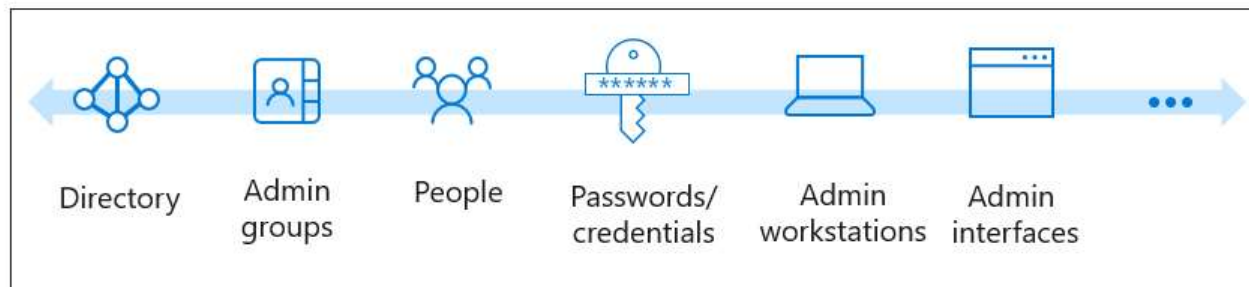 ******
Directory
Admin
groups
People
Passwords/
credentials
Admin
workstations
Admin
interfaces